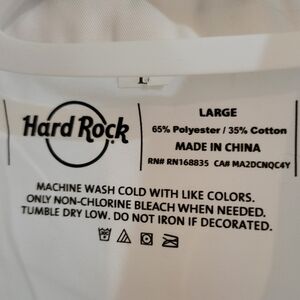 L
Hard Rock
LARGE
65% Polyester / 35% Cotton
MADE IN CHINA
RN# RN168835 CA# MA2DCNQC4Y
MACHINE WASH COLD WITH LIKE COLORS.
ONLY NON-CHLORINE BLEACH WHEN NEEDED.
TUMBLE DRY LOW. DO NOT IRON IF DECORATED.